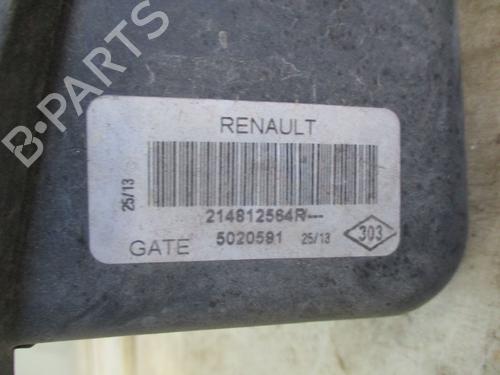 B-PARTS
RENAULT
25/13
214812564R/---
GATE 5020591 25/13 303